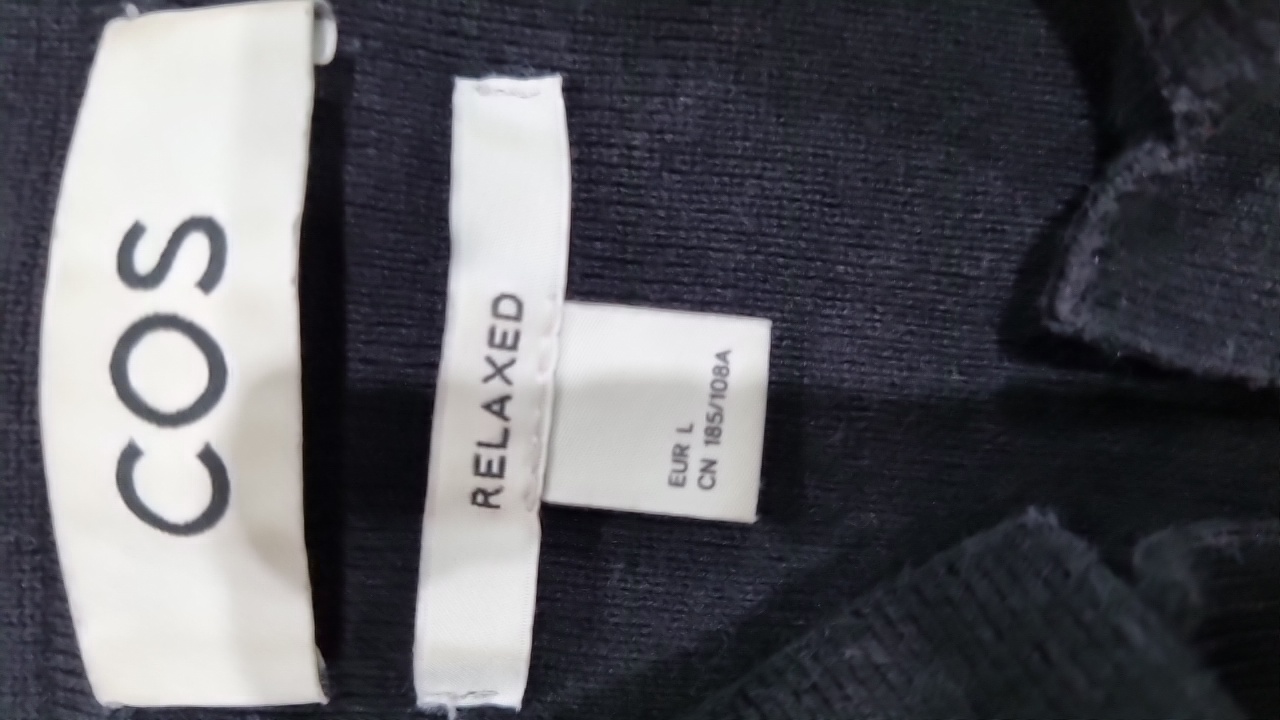 COS
RELAXED
EUR L
CN 185/108A